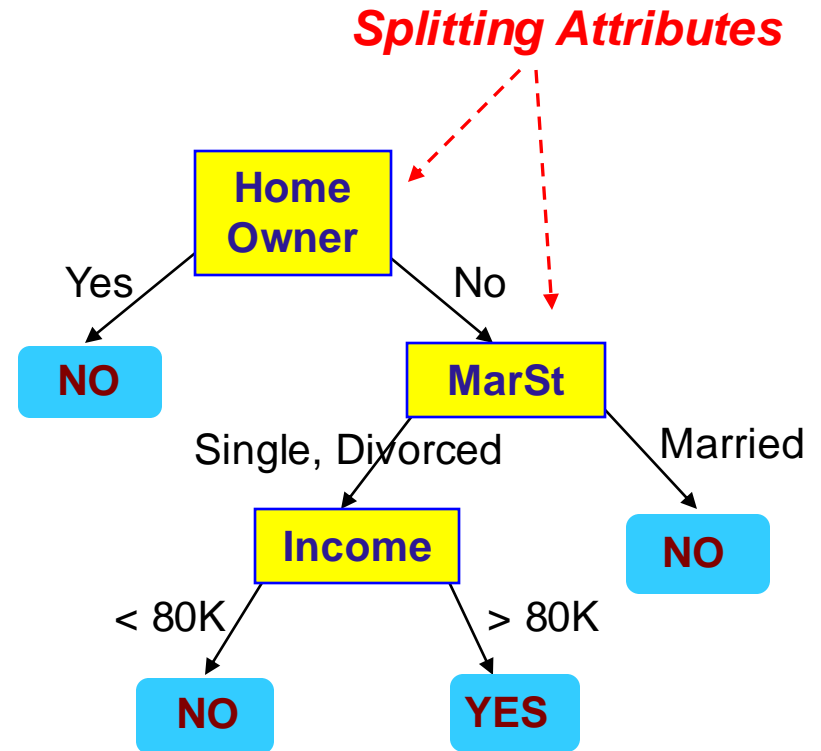 Splitting Attributes
Home
Owner
Yes
No
NO
MarSt
Single, Divorced
Married
Income
NO
< 80K
> 80K
NO
YES